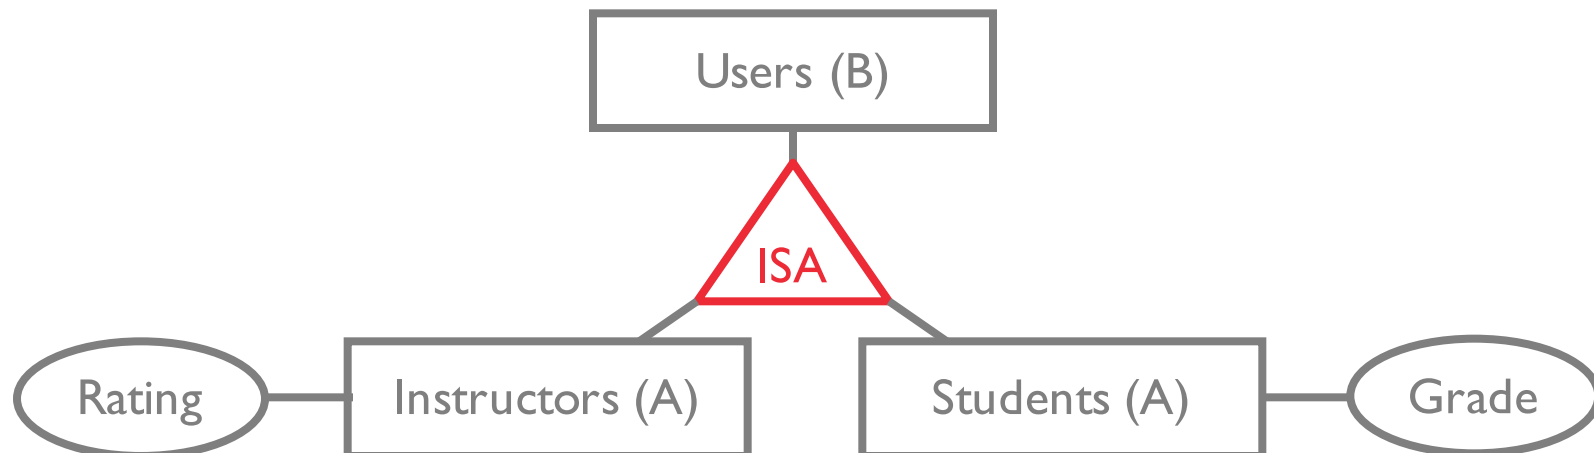 Users (B)
ISA
Rating
Instructors (A)
Students (A)
Grade